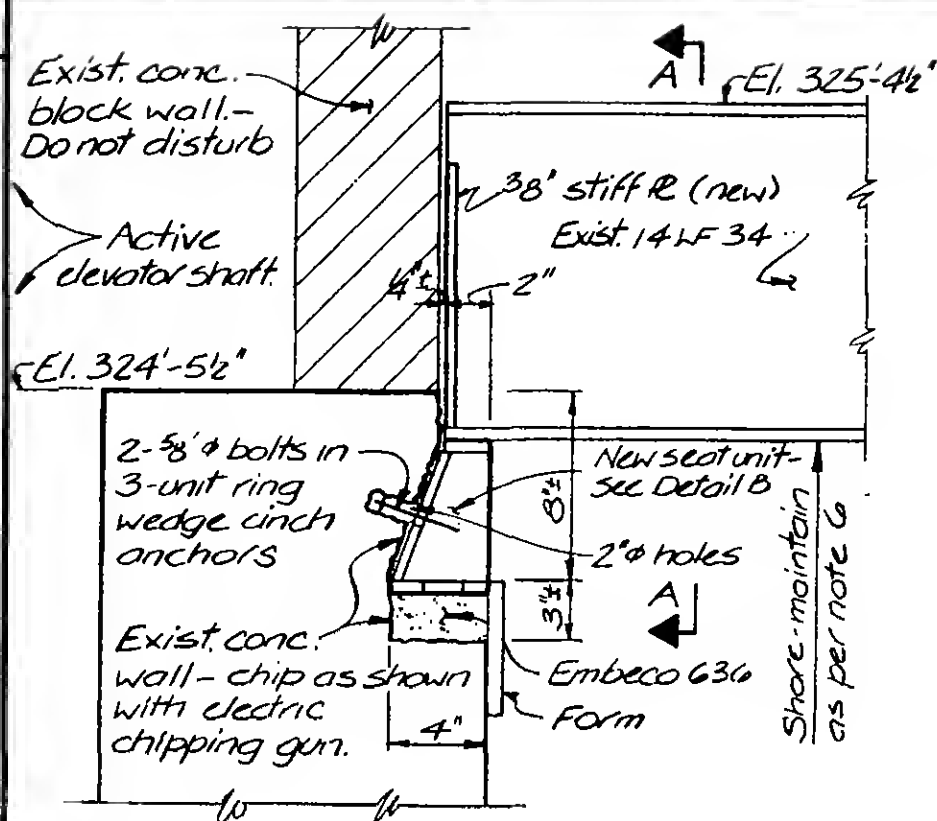 Exist. conc.
block wall.-
Do not disturb
A
El. 325'-4½"
Active
elevator shaft.
38" stiff ℄ (new)
Exist. 14 WF 34
¼"±
2"
El. 324'-5½"
2-⅝"φ bolts in
3-unit ring
wedge cinch
anchors
New seat unit-
see Detail B
8"±
2"φ holes
3"±
A
Shore-maintain
as per note 6
Exist. conc.
wall - chip as shown
with electric
chipping gun.
Embeco 636
Form
4"